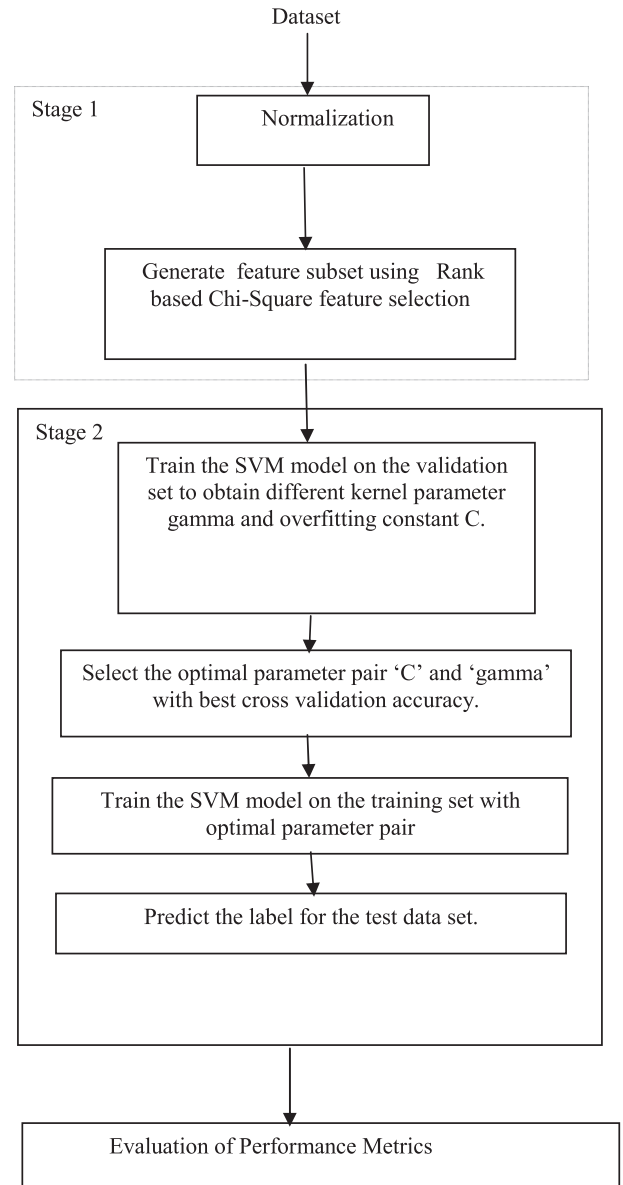 Dataset
Stage 1
Normalization
Generate feature subset using Rank
based Chi-Square feature selection
Stage 2
Train the SVM model on the validation
set to obtain different kernel parameter
gamma and overfitting constant C.
Select the optimal parameter pair ‘C’ and ‘gamma’
with best cross validation accuracy.
Train the SVM model on the training set with
optimal parameter pair
Predict the label for the test data set.
Evaluation of Performance Metrics